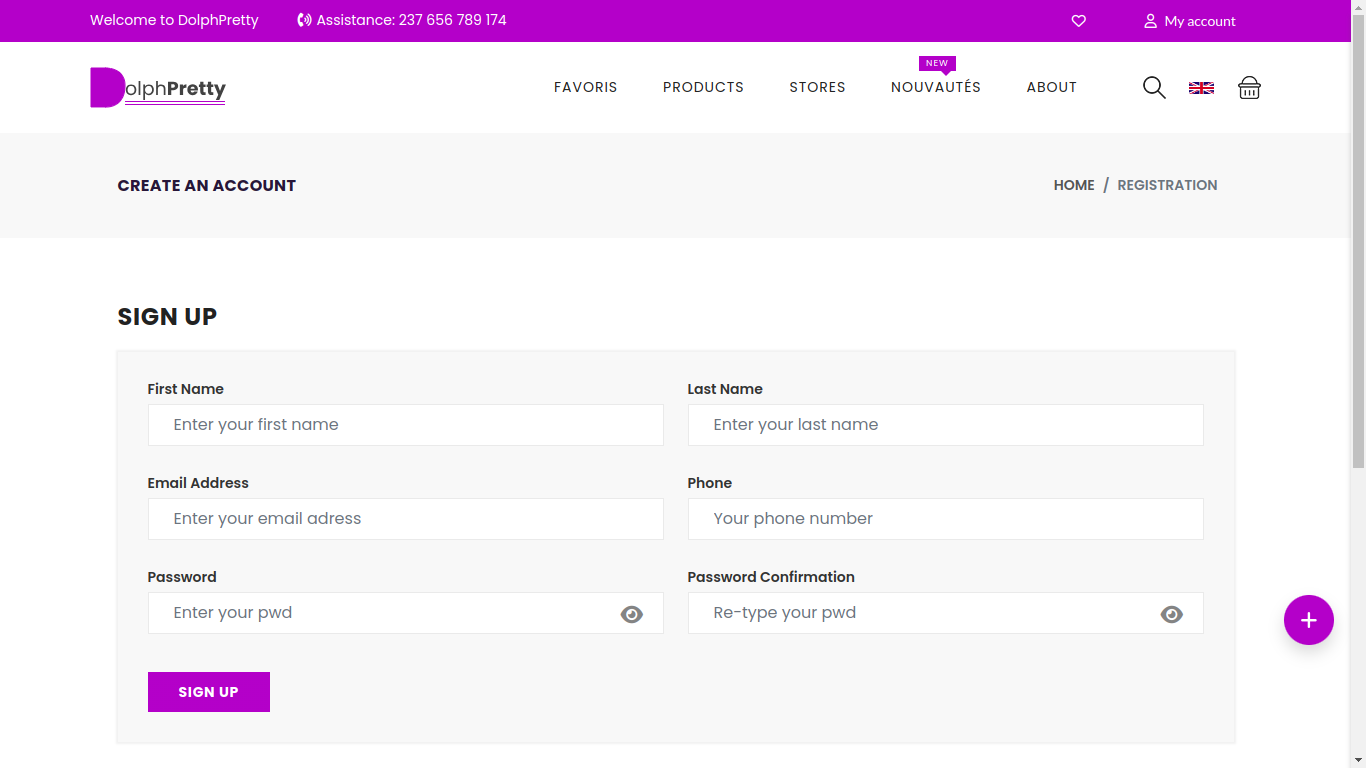 Welcome to DolphPretty
Assistance: 237 656 789 174
My account
DolphPretty
FAVORIS
PRODUCTS
STORES
NEW
NOUVAUTÉS
ABOUT
CREATE AN ACCOUNT
HOME / REGISTRATION
SIGN UP
First Name
Last Name
Enter your first name
Enter your last name
Email Address
Phone
Enter your email adress
Your phone number
Password
Password Confirmation
Enter your pwd
Re-type your pwd
SIGN UP